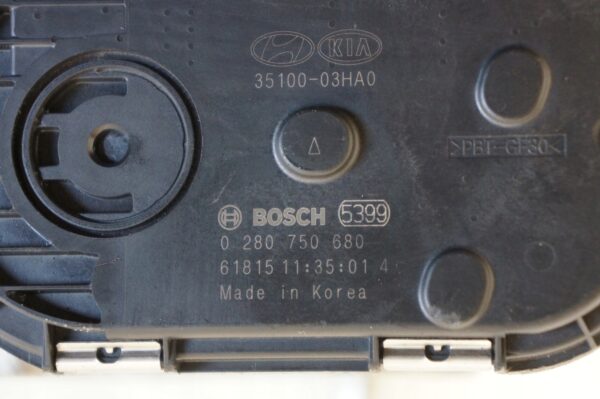 KIA
35100-03HA0
>PBT-GF30<
BOSCH 5399
0 280 750 680
61815 11:35:01 4
Made in Korea